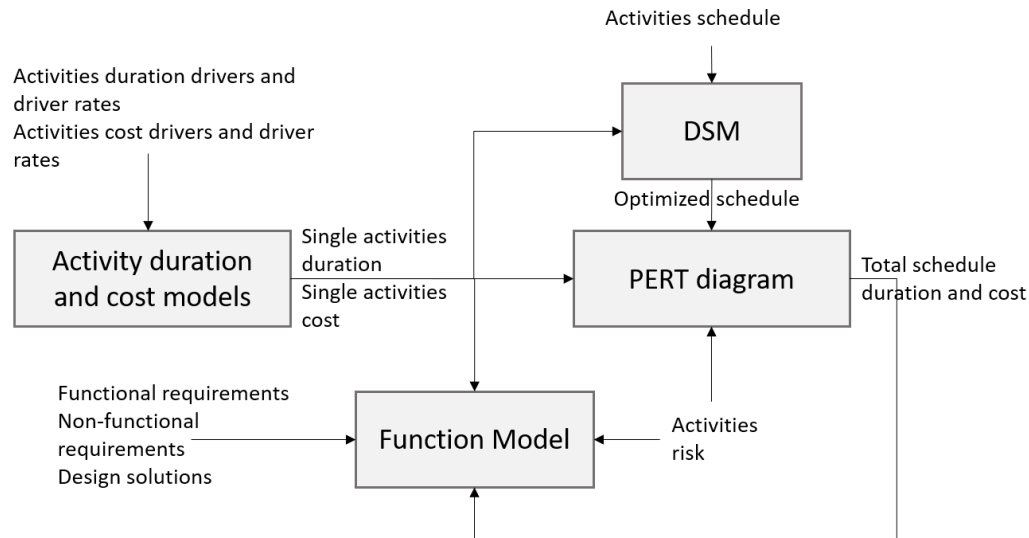 Activities schedule
Activities duration drivers and
driver rates
Activities cost drivers and driver
rates
DSM
Optimized schedule
Activity duration
and cost models
Single activities
duration
Single activities
cost
PERT diagram
Total schedule
duration and cost
Functional requirements
Non-functional
requirements
Design solutions
Function Model
Activities
risk